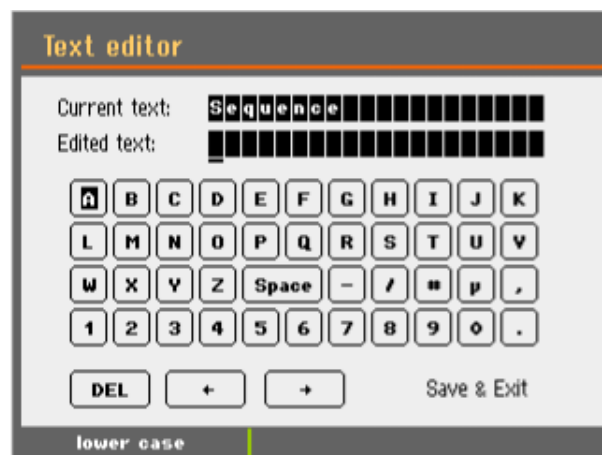 Text editor
Current text: Sequence
Edited text: _
A B C D E F G H I J K
L M N O P Q R S T U V
W X Y Z Space - / # µ ,
1 2 3 4 5 6 7 8 9 0 .
DEL ← → Save & Exit
lower case